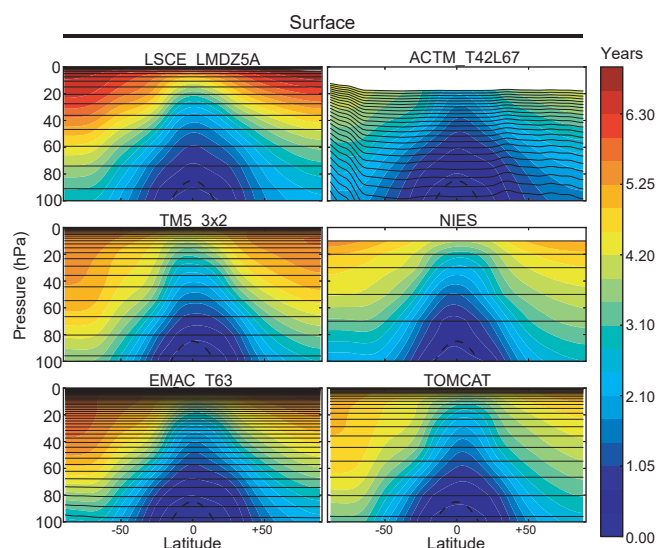 Surface
LSCE_LMDZ5A
ACTM_T42L67
Years
0
20
40
60
80
100
TM5_3x2
NIES
0
20
40
60
80
100
Pressure (hPa)
EMAC_T63
TOMCAT
0
20
40
60
80
100
-50 0 +50
-50 0 +50
Latitude
Latitude
6.30
5.25
4.20
3.10
2.10
1.05
0.00